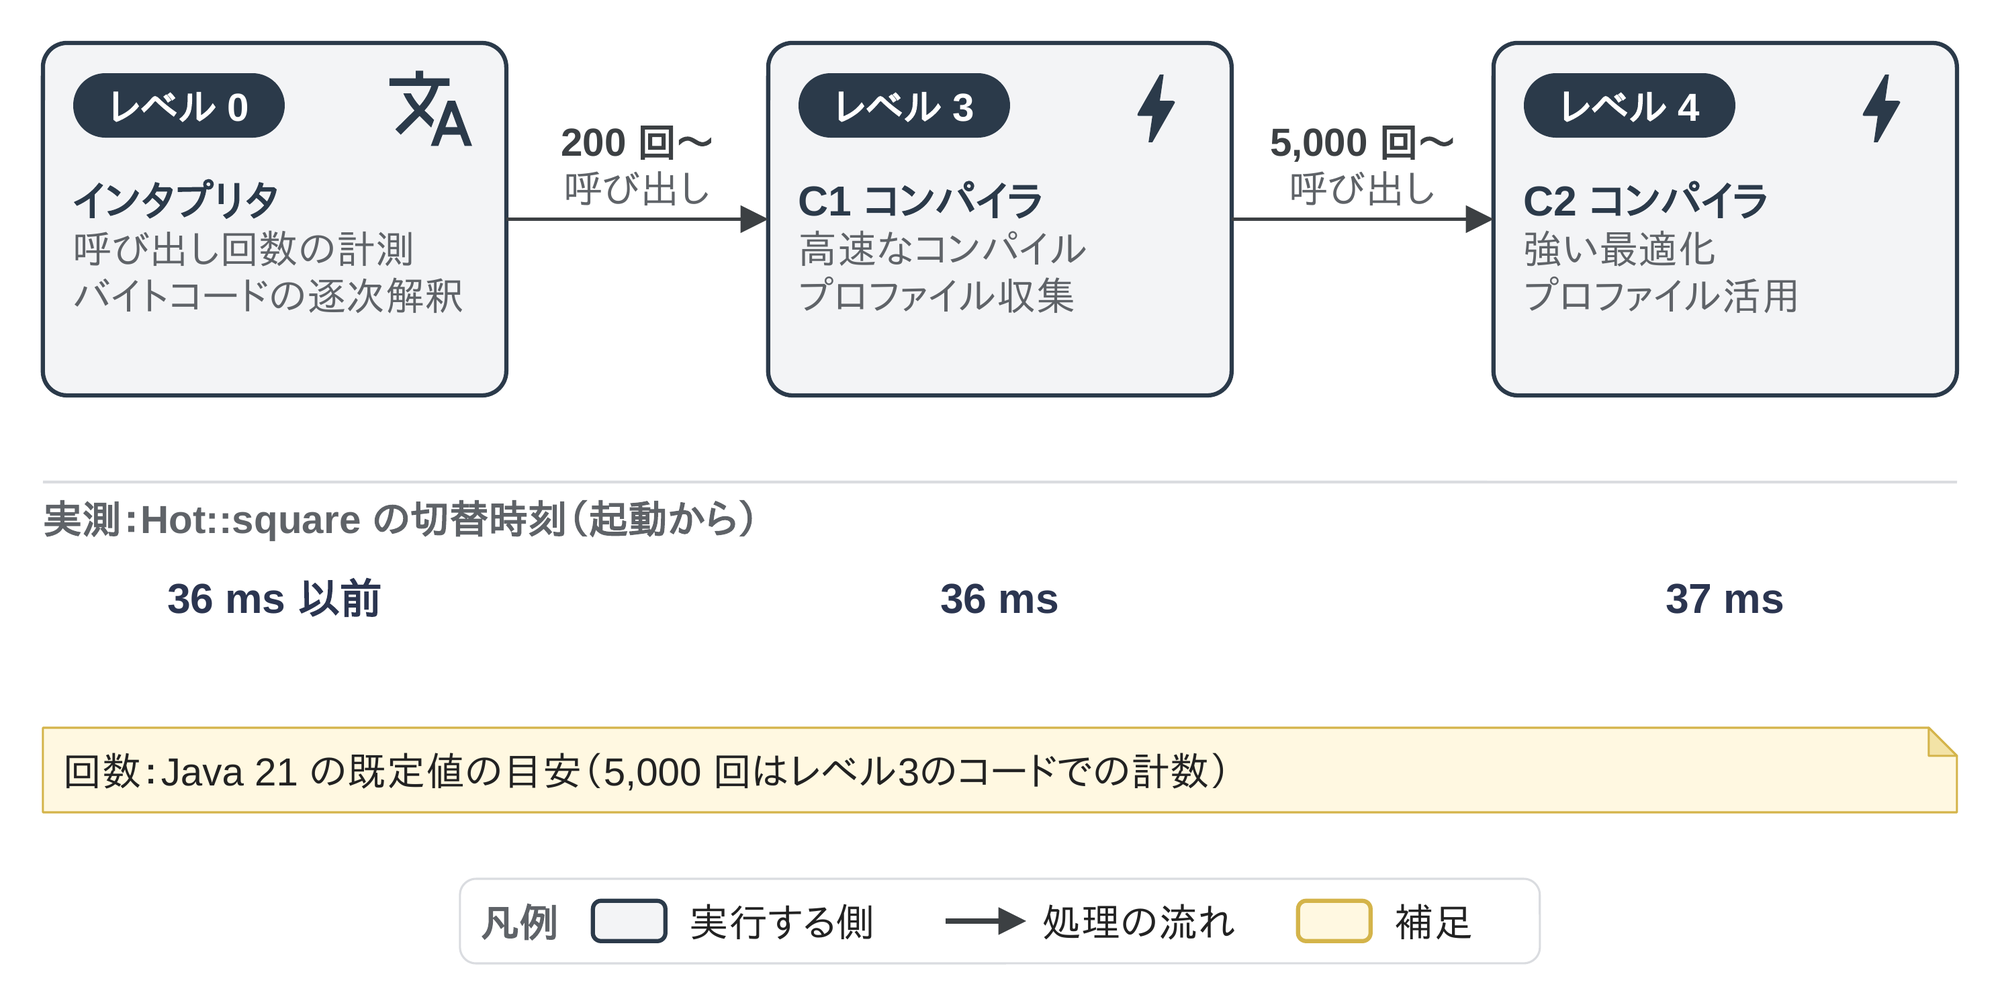 レベル 0
インタプリタ
呼び出し回数の計測
バイトコードの逐次解釈
200 回〜
呼び出し
レベル 3
C1 コンパイラ
高速なコンパイル
プロファイル収集
5,000 回〜
呼び出し
レベル 4
C2 コンパイラ
強い最適化
プロファイル活用
実測：Hot::square の切替時刻（起動から）
36 ms 以前
36 ms
37 ms
回数：Java 21 の既定値の目安（5,000 回はレベル3のコードでの計数）
凡例
実行する側
処理の流れ
補足